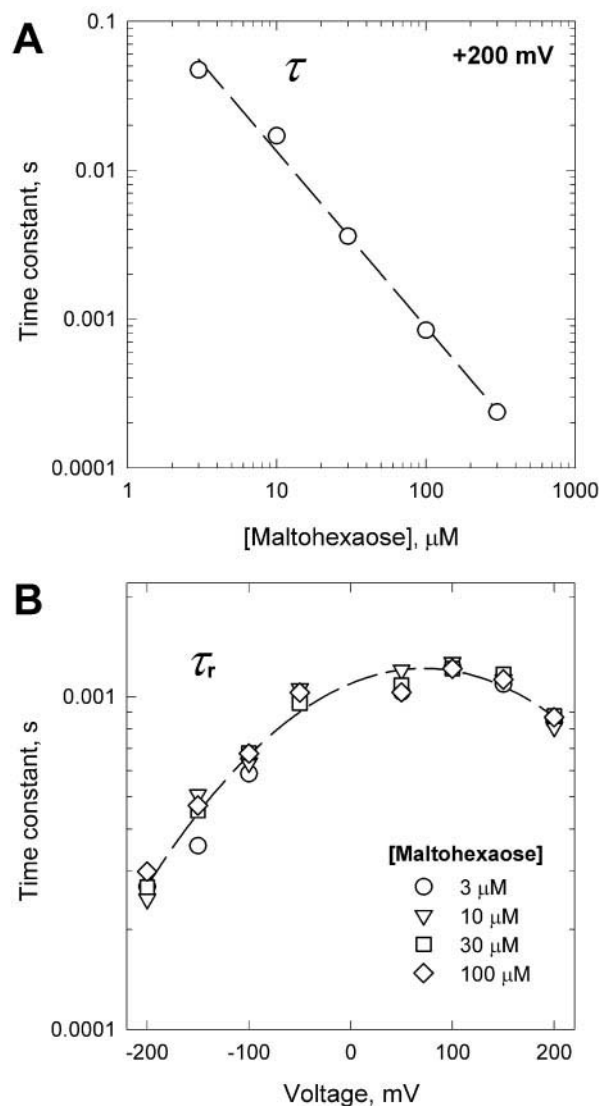 A
τ
+200 mV
0.1
0.01
0.001
0.0001
Time constant, s
1
10
100
1000
[Maltohexaose], μM
B
τr
0.001
0.0001
Time constant, s
[Maltohexaose]
3 μM
10 μM
30 μM
100 μM
-200
-100
0
100
200
Voltage, mV